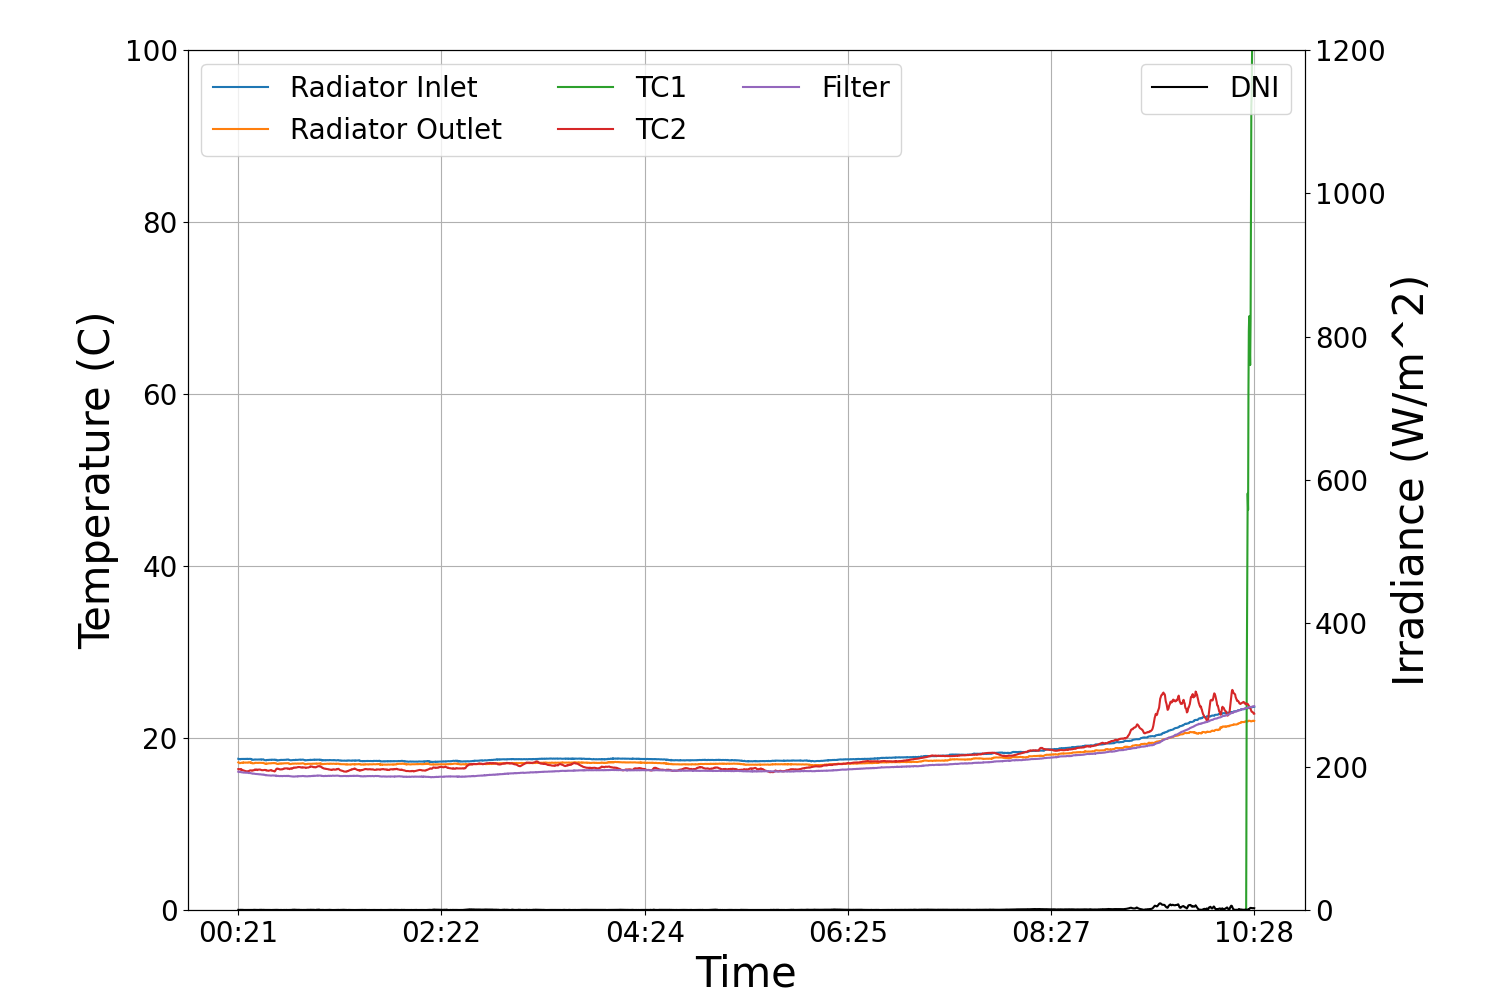 Radiator Inlet
Radiator Outlet
TC1
TC2
Filter
DNI
100
80
60
40
20
0
Temperature (C)
1200
1000
800
600
400
200
0
Irradiance (W/m^2)
00:21
02:22
04:24
06:25
08:27
10:28
Time